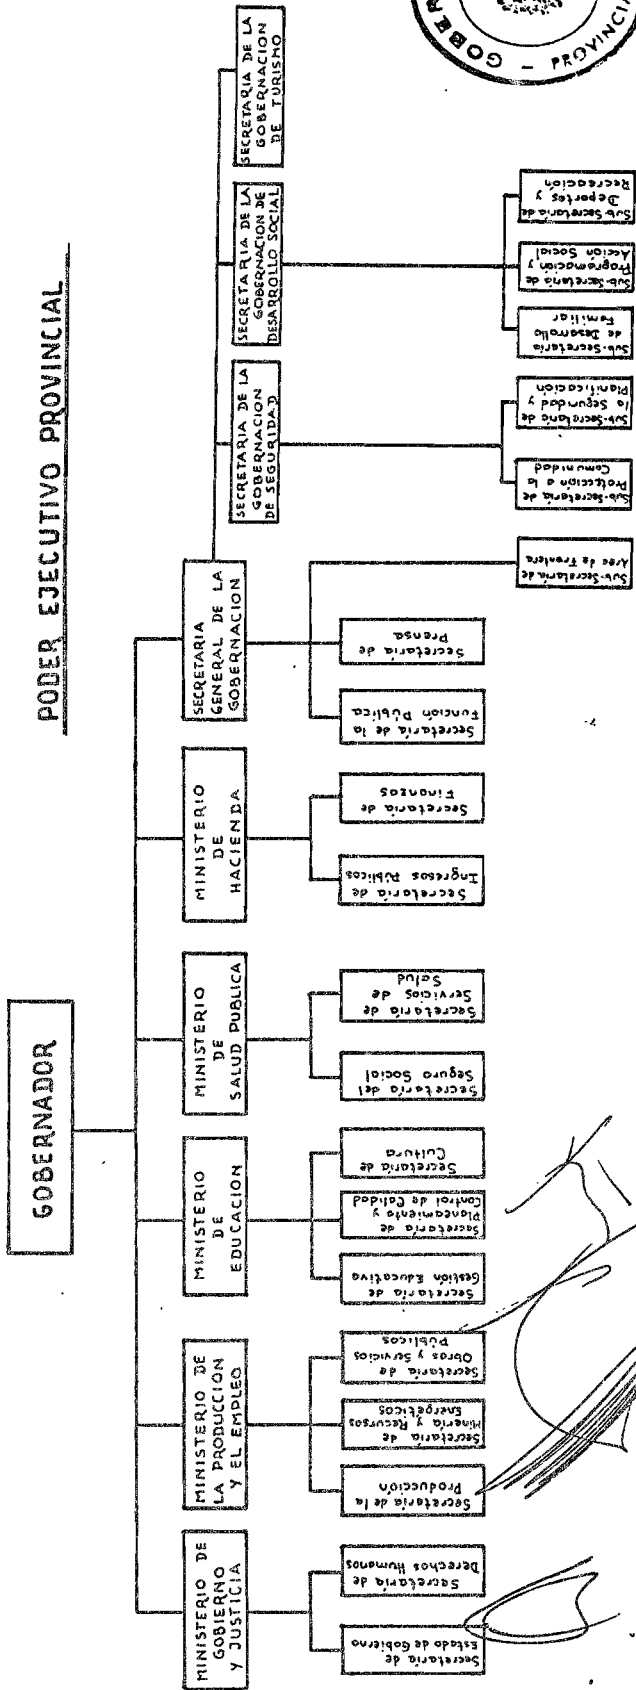 PODER EJECUTIVO PROVINCIAL
GOBERNADOR
MINISTERIO DE
GOBIERNO
Y JUSTICIA
MINISTERIO DE
LA PRODUCCION
Y EL EMPLEO
MINISTERIO
DE
EDUCACION
MINISTERIO
DE
SALUD PUBLICA
MINISTERIO
DE
HACIENDA
SECRETARIA
GENERAL DE LA
GOBERNACION
SECRETARIA DE LA
GOBERNACION
DE SEGURIDAD
SECRETARIA DE LA
GOBERNACION DE
DESARROLLO SOCIAL
SECRETARIA DE LA
GOBERNACION
DE TURISMO
Secretaría de
Estado de Gobierno
Secretaría de
Derechos Humanos
Secretaría de la
Producción
Secretaría de
Minería y Recursos
Energéticos
Secretaría de
Obras y Servicios
Públicos
Secretaría de
Gestión Educativa
Secretaría de
Planeamiento y
Control de Calidad
Secretaría de
Cultura
Secretaría del
Seguro Social
Secretaría de
Servicios de
Salud
Secretaría de
Ingresos Públicos
Secretaría de
Finanzas
Secretaría de la
Función Pública
Secretaría de
Prensa
Sub-Secretaría de
Area de Frontera
Sub-Secretaría de
Protección a la
Comunidad
Sub-Secretaría de
la Seguridad y
Planificación
Sub-Secretaría
de Desarrollo
Familiar
Sub-Secretaría de
Programación y
Acción Social
Sub-Secretaría de
Deportes y
Recreación
GOBER
PROVINCI